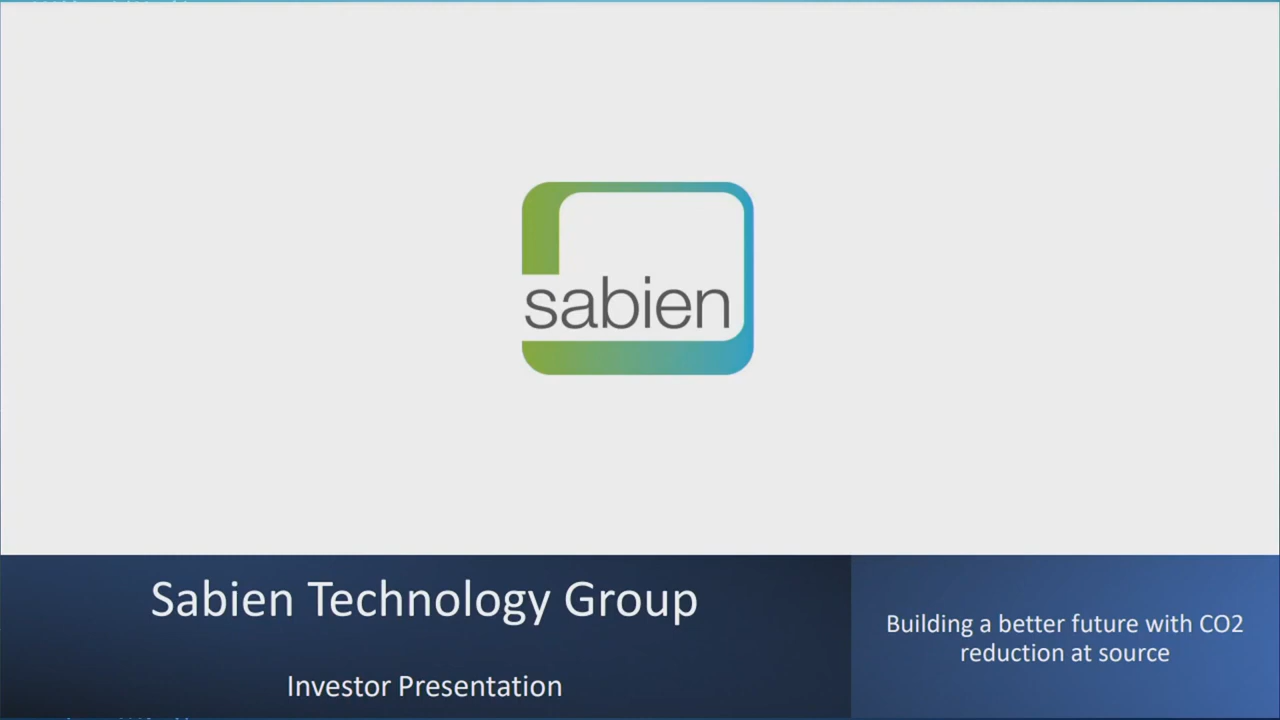 sabien
Sabien Technology Group
Investor Presentation
Building a better future with CO2
reduction at source